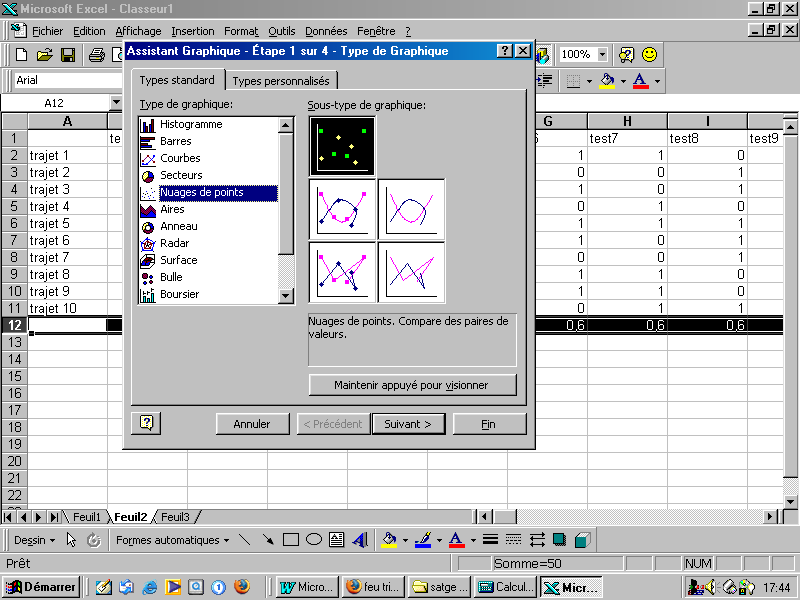 Microsoft Excel - Classeur1
Fichier Edition Affichage Insertion Format Outils Données Fenêtre ?
100%
Arial
A12
Assistant Graphique - Étape 1 sur 4 - Type de Graphique
Types standard Types personnalisés
Type de graphique:
Histogramme
Barres
Courbes
Secteurs
Nuages de points
Aires
Anneau
Radar
Surface
Bulle
Boursier
Sous-type de graphique:
Nuages de points. Compare des paires de
valeurs.
Maintenir appuyé pour visionner
Annuler < Précédent Suivant > Fin
A G H I
1 te 6 test7 test8 test9
2 trajet 1 1 1 0
3 trajet 2 0 0 1
4 trajet 3 1 0 1
5 trajet 4 0 1 0
6 trajet 5 1 1 1
7 trajet 6 1 0 1
8 trajet 7 0 0 1
9 trajet 8 1 1 0
10 trajet 9 1 1 0
11 trajet 10 0 1 1
12 0,6 0,6 0,6
13
14
15
16
17
18
19
20
21
22
Feuil1 Feuil2 Feuil3
Dessin Formes automatiques
Prêt Somme=50 NUM
Démarrer Micro... feu tri... satge ... Calcul... Micr... 17:44